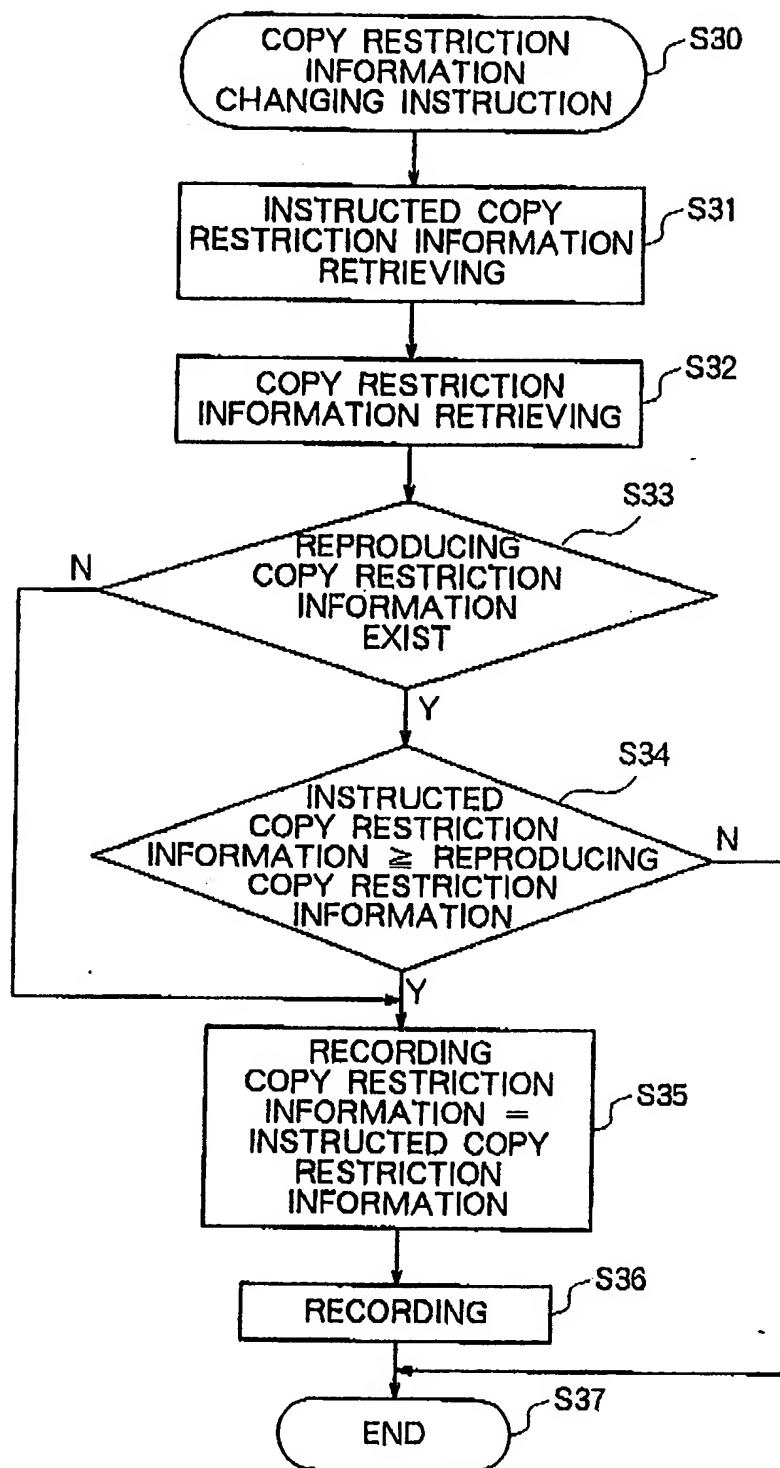 COPY RESTRICTION
INFORMATION
CHANGING INSTRUCTION
S30
INSTRUCTED COPY
RESTRICTION INFORMATION
RETRIEVING
S31
COPY RESTRICTION
INFORMATION RETRIEVING
S32
S33
REPRODUCING
COPY RESTRICTION
INFORMATION
EXIST
N
Y
S34
INSTRUCTED
COPY RESTRICTION
INFORMATION ≧ REPRODUCING
COPY RESTRICTION
INFORMATION
N
Y
RECORDING
COPY RESTRICTION
INFORMATION =
INSTRUCTED COPY
RESTRICTION
INFORMATION
S35
RECORDING
S36
END
S37